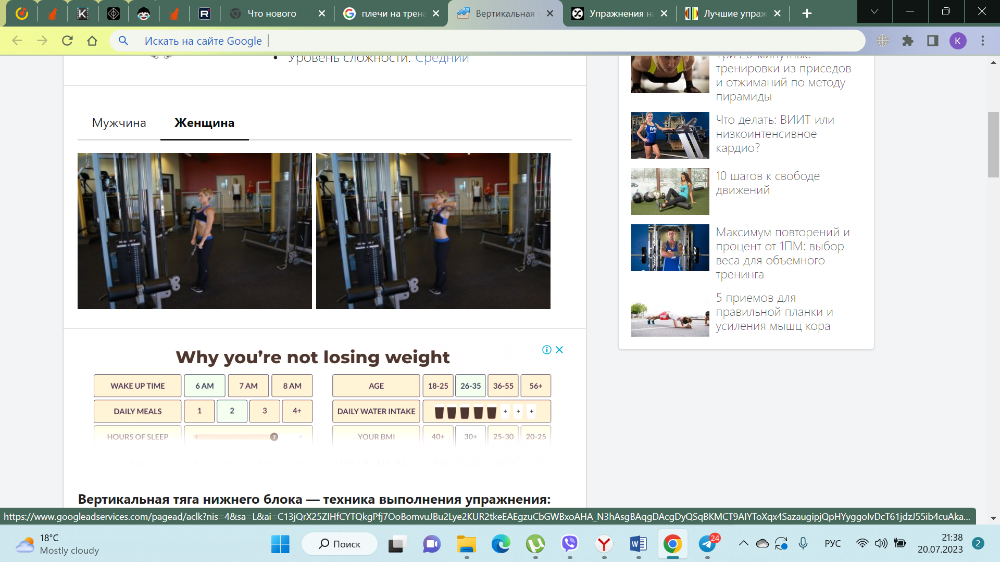 Что нового
плечи на трена
Вертикальная т
Упражнения на
Лучшие упраж
Искать на сайте Google
K
• Уровень сложности: Средний
Мужчина
Женщина
Why you're not losing weight
WAKE UP TIME 6 AM 7 AM 8 AM
AGE 18-25 26-35 36-55 56+
DAILY MEALS 1 2 3 4+
DAILY WATER INTAKE + + +
HOURS OF SLEEP 1 7
YOUR BMI 40+ 30+ 25-30 20-25
Вертикальная тяга нижнего блока — техника выполнения упражнения:
Три 20-минутные
тренировки из приседов
и отжиманий по методу
пирамиды
Что делать: ВИИТ или
низкоинтенсивное
кардио?
10 шагов к свободе
движений
Максимум повторений и
процент от 1ПМ: выбор
веса для объемного
тренинга
5 приемов для
правильной планки и
усиления мышц кора
https://www.googleadservices.com/pagead/aclk?nis=4&sa=L&ai=C13jQrX25ZIHfCYTQkgPfj7OoBomvuJBu2Lye2KUR2tkeEAEgzuCbGWBxoAHA_N3hAsgBAqgDAcgDyQSqBKMCT9AlYToXqx4SazaugipjQpHYyggolvDcT61jdzJ55ib4cuAka...
18°C
Mostly cloudy
Поиск
24
РУС
21:38
20.07.2023
2